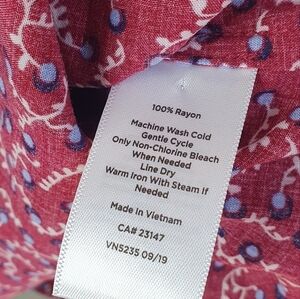 100% Rayon
Machine Wash Cold
Gentle Cycle
Only Non-Chlorine Bleach
When Needed
Line Dry
Warm Iron With Steam If
Needed
Made In Vietnam
CA# 23147
VN5235 09/19